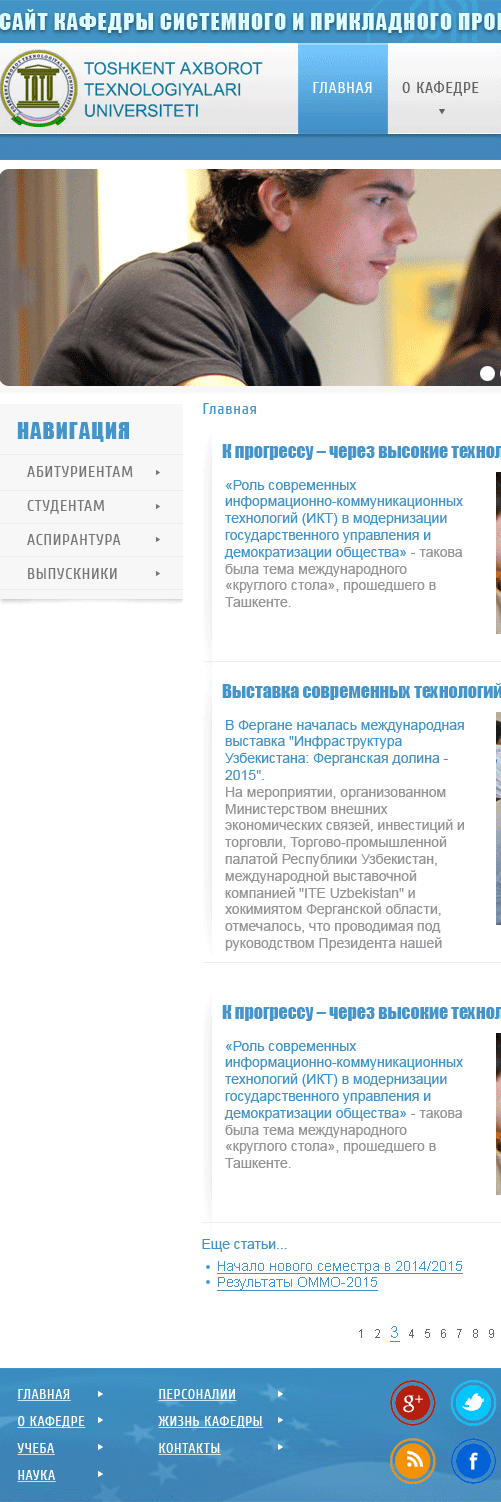 САЙТ КАФЕДРЫ СИСТЕМНОГО И ПРИКЛАДНОГО
TOSHKENT AXBOROT
TEXNOLOGIYALARI
UNIVERSITETI
ГЛАВНАЯ
О КАФЕДРЕ
Главная
НАВИГАЦИЯ
АБИТУРИЕНТАМ
СТУДЕНТАМ
АСПИРАНТУРА
ВЫПУСКНИКИ
К прогрессу – через высокие
«Роль современных
информационно-коммуникационных
технологий (ИКТ) в модернизации
государственного управления и
демократизации общества» - такова
была тема международного
«круглого стола», прошедшего в
Ташкенте.
Выставка современных технологий
В Фергане началась международная
выставка "Инфраструктура
Узбекистана: Ферганская долина -
2015".
На мероприятии, организованном
Министерством внешних
экономических связей, инвестиций и
торговли, Торгово-промышленной
палатой Республики Узбекистан,
международной выставочной
компанией "ITE Uzbekistan" и
хокимиятом Ферганской области,
отмечалось, что проводимая под
руководством Президента нашей
К прогрессу – через высокие
«Роль современных
информационно-коммуникационных
технологий (ИКТ) в модернизации
государственного управления и
демократизации общества» - такова
была тема международного
«круглого стола», прошедшего в
Ташкенте.
Еще статьи...
Начало нового семестра в 2014/2015
Результаты ОММО-2015
1 2 3 4 5 6 7 8 9
ГЛАВНАЯ
О КАФЕДРЕ
УЧЕБА
НАУКА
ПЕРСОНАЛИИ
ЖИЗНЬ КАФЕДРЫ
КОНТАКТЫ
g+
f